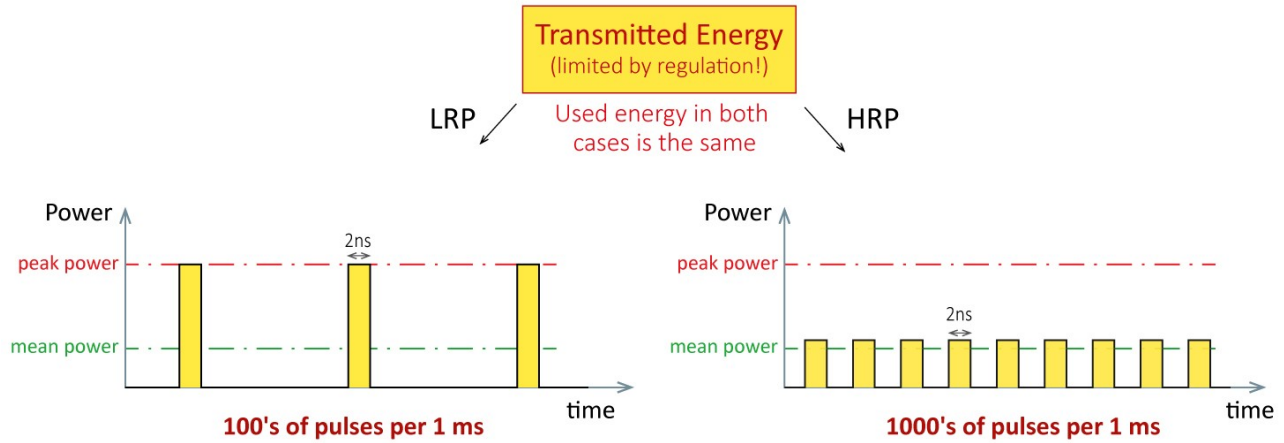 Transmitted Energy
(limited by regulation!)
LRP
Used energy in both
cases is the same
HRP
Power
2ns
peak power
mean power
time
100's of pulses per 1 ms
Power
peak power
2ns
mean power
time
1000's of pulses per 1 ms